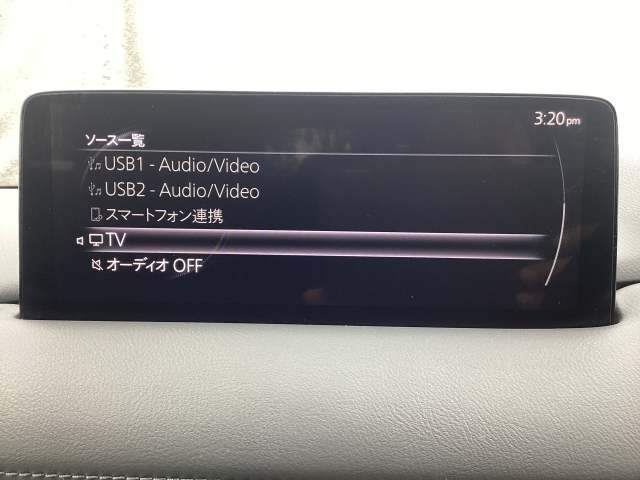 3:20pm
ソース一覧
USB1 - Audio/Video
USB2 - Audio/Video
スマートフォン連携
TV
オーディオ OFF